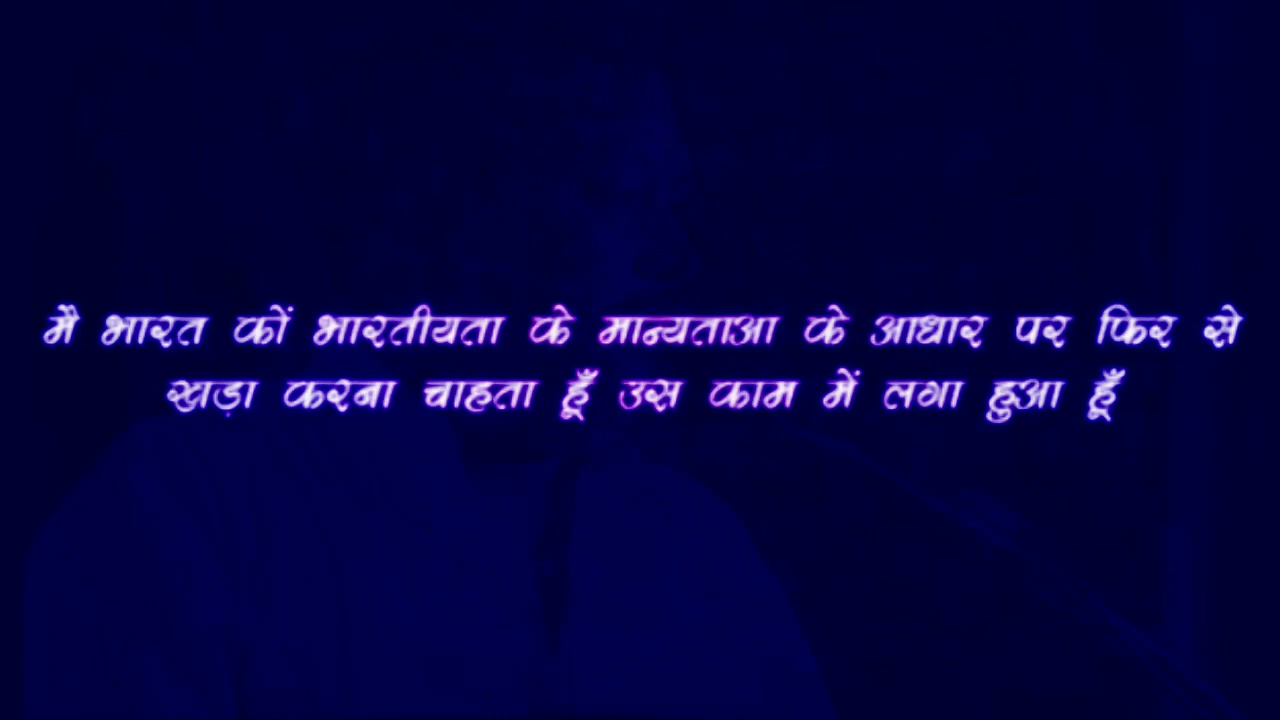 मै भारत कों भारतीयता के मान्यताआ के आधार पर फिर से
खड़ा करना चाहता हूँ उस काम में लगा हुआ हूँ